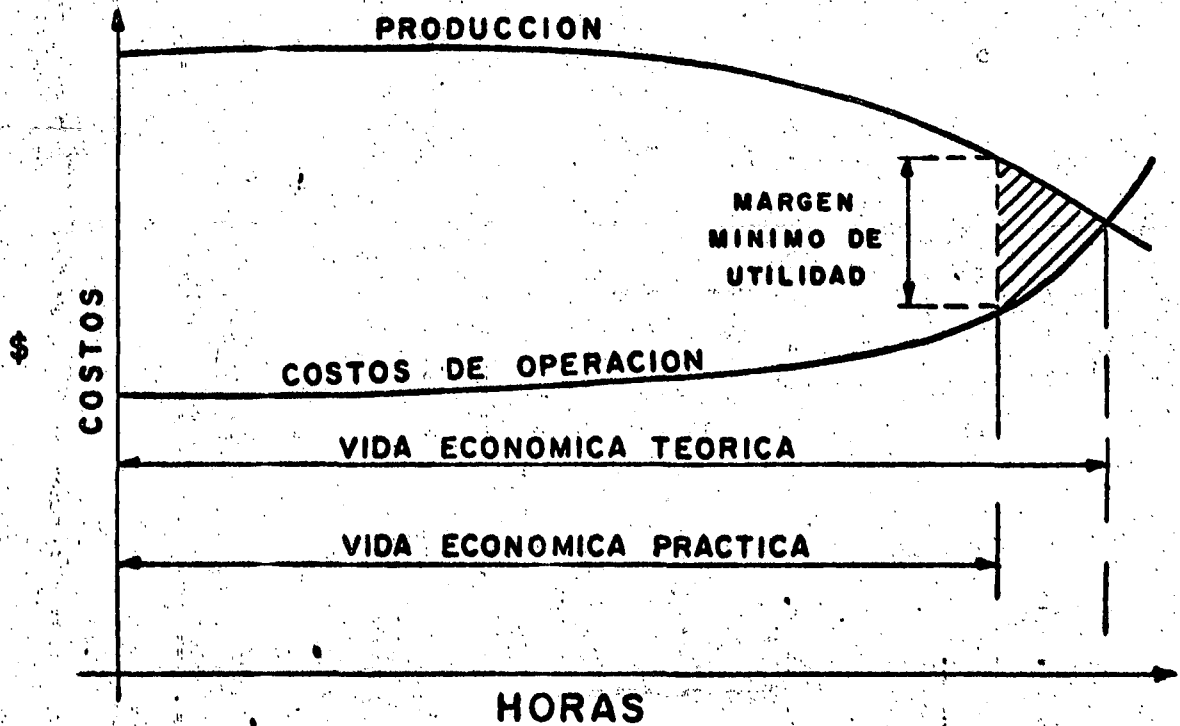 PRODUCCION
MARGEN
MINIMO DE
UTILIDAD
$
COSTOS
COSTOS DE OPERACION
VIDA ECONOMICA TEORICA
VIDA ECONOMICA PRACTICA
HORAS